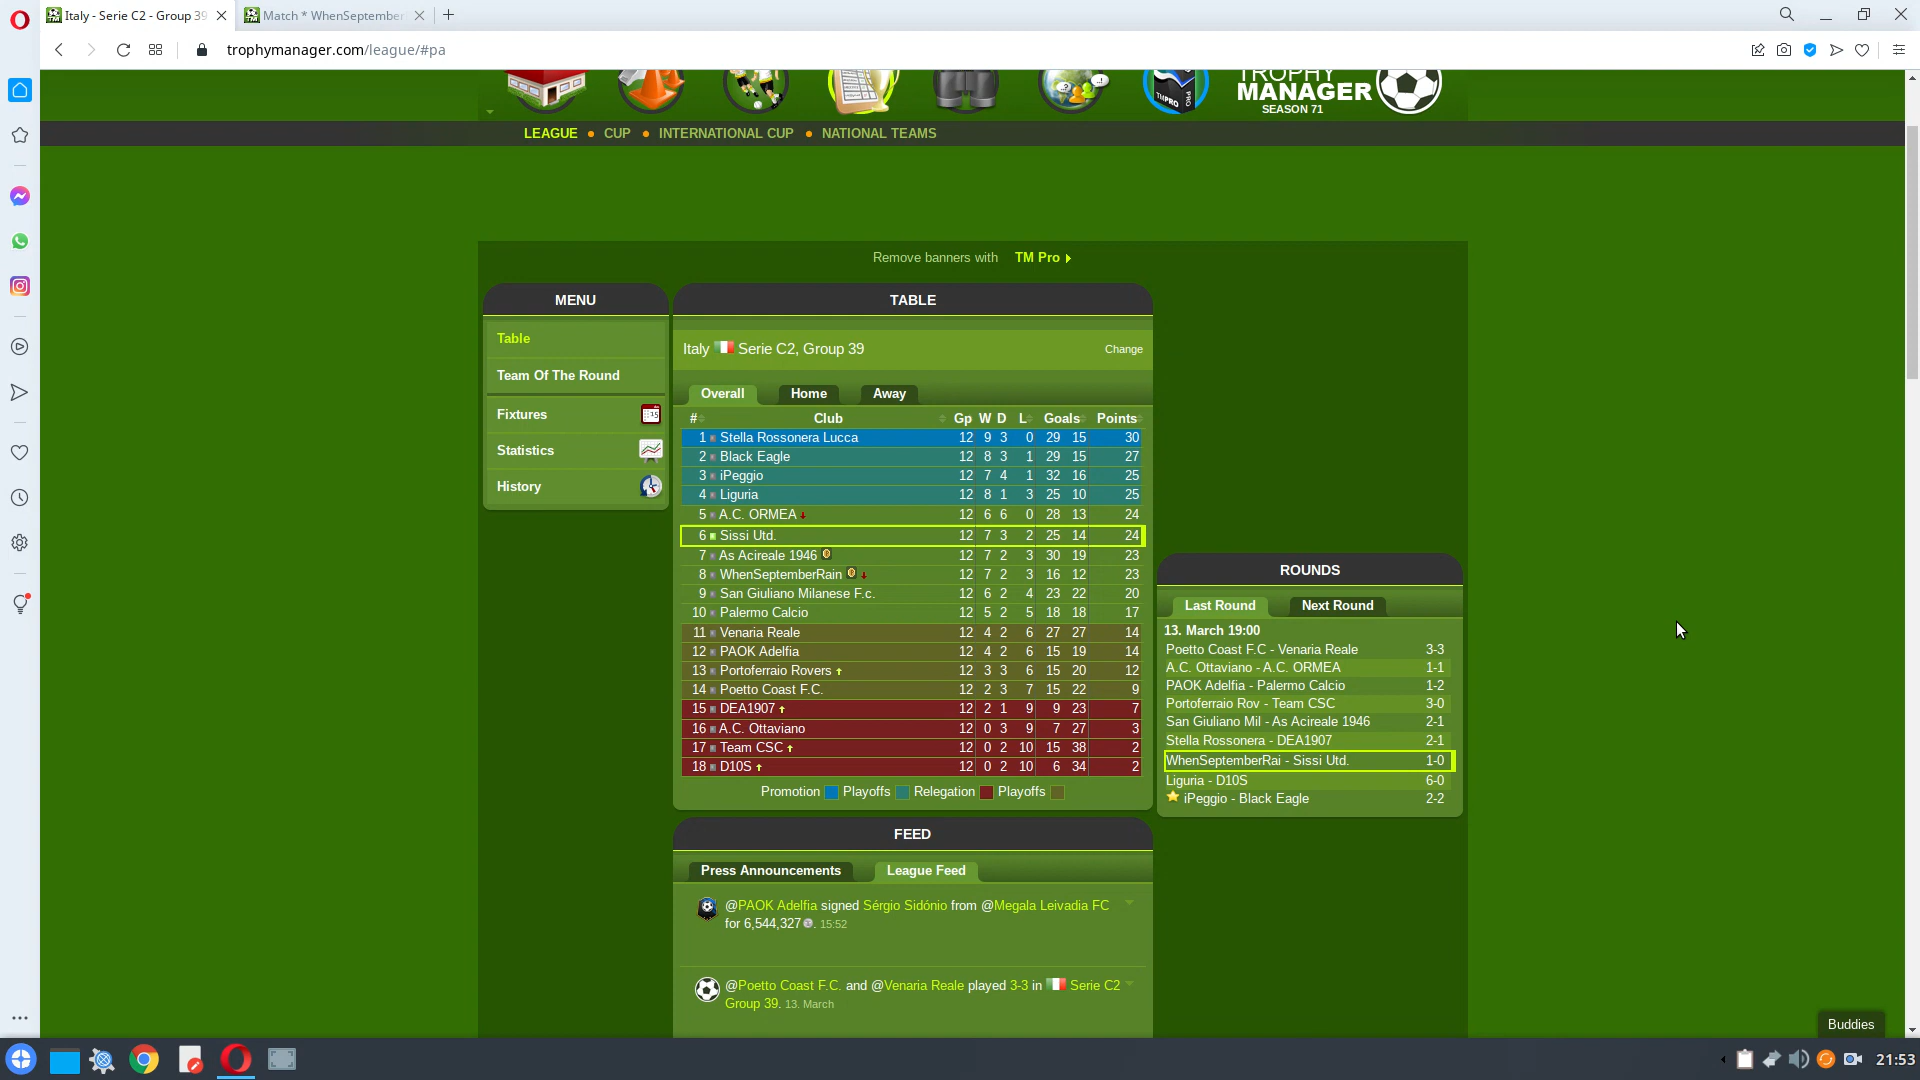 Italy - Serie C2 - Group 39
Match * WhenSeptember
trophymanager.com/league/#pa
TROPHY
MANAGER
SEASON 71
LEAGUE CUP INTERNATIONAL CUP NATIONAL TEAMS
Remove banners with TM Pro
MENU
Table
Team Of The Round
Fixtures
Statistics
History
TABLE
Italy Serie C2, Group 39 Change
Overall Home Away
# Club Gp W D L Goals Points
1 Stella Rossonera Lucca 12 9 3 0 29 15 30
2 Black Eagle 12 8 3 1 29 15 27
3 iPeggio 12 7 4 1 32 16 25
4 Liguria 12 8 1 3 25 10 25
5 A.C. ORMEA 12 6 6 0 28 13 24
6 Sissi Utd. 12 7 3 2 25 14 24
7 As Acireale 1946 12 7 2 3 30 19 23
8 WhenSeptemberRain 12 7 2 3 16 12 23
9 San Giuliano Milanese F.c. 12 6 2 4 23 22 20
10 Palermo Calcio 12 5 2 5 18 18 17
11 Venaria Reale 12 4 2 6 27 27 14
12 PAOK Adelfia 12 4 2 6 15 19 14
13 Portoferraio Rovers 12 3 3 6 15 20 12
14 Poetto Coast F.C. 12 2 3 7 15 22 9
15 DEA1907 12 2 1 9 9 23 7
16 A.C. Ottaviano 12 0 3 9 7 27 3
17 Team CSC 12 0 2 10 15 38 2
18 D10S 12 0 2 10 6 34 2
Promotion Playoffs Relegation Playoffs
ROUNDS
Last Round Next Round
13. March 19:00
Poetto Coast F.C - Venaria Reale 3-3
A.C. Ottaviano - A.C. ORMEA 1-1
PAOK Adelfia - Palermo Calcio 1-2
Portoferraio Rov - Team CSC 3-0
San Giuliano Mil - As Acireale 1946 2-1
Stella Rossonera - DEA1907 2-1
WhenSeptemberRai - Sissi Utd. 1-0
Liguria - D10S 6-0
iPeggio - Black Eagle 2-2
FEED
Press Announcements League Feed
@PAOK Adelfia signed Sérgio Sidónio from @Megala Leivadia FC
for 6,544,327. 15:52
@Poetto Coast F.C. and @Venaria Reale played 3-3 in Serie C2
Group 39. 13. March
Buddies
21:53